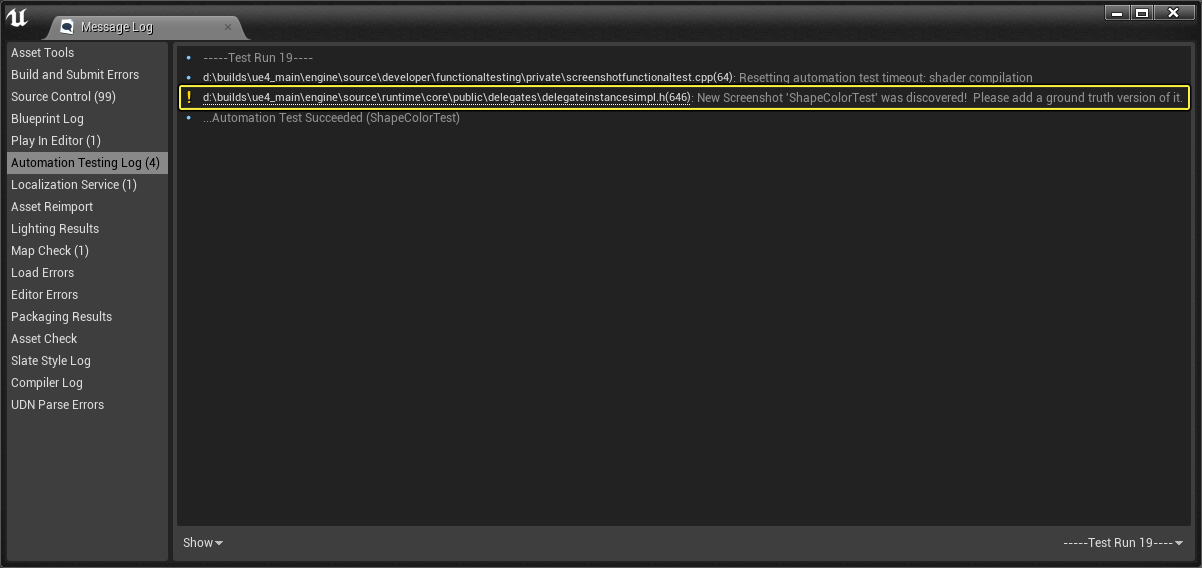 Message Log
Asset Tools
Build and Submit Errors
Source Control (99)
Blueprint Log
Play In Editor (1)
Automation Testing Log (4)
Localization Service (1)
Asset Reimport
Lighting Results
Map Check (1)
Load Errors
Editor Errors
Packaging Results
Asset Check
Slate Style Log
Compiler Log
UDN Parse Errors
-----Test Run 19----
d:\builds\ue4_main\engine\source\developer\functionaltesting\private\screenshotfunctionaltest.cpp(64): Resetting automation test timeout: shader compilation
d:\builds\ue4_main\engine\source\runtime\core\public\delegates\delegateinstancesimpl.h(646): New Screenshot 'ShapeColorTest' was discovered!  Please add a ground truth version of it.
...Automation Test Succeeded (ShapeColorTest)
Show
-----Test Run 19----